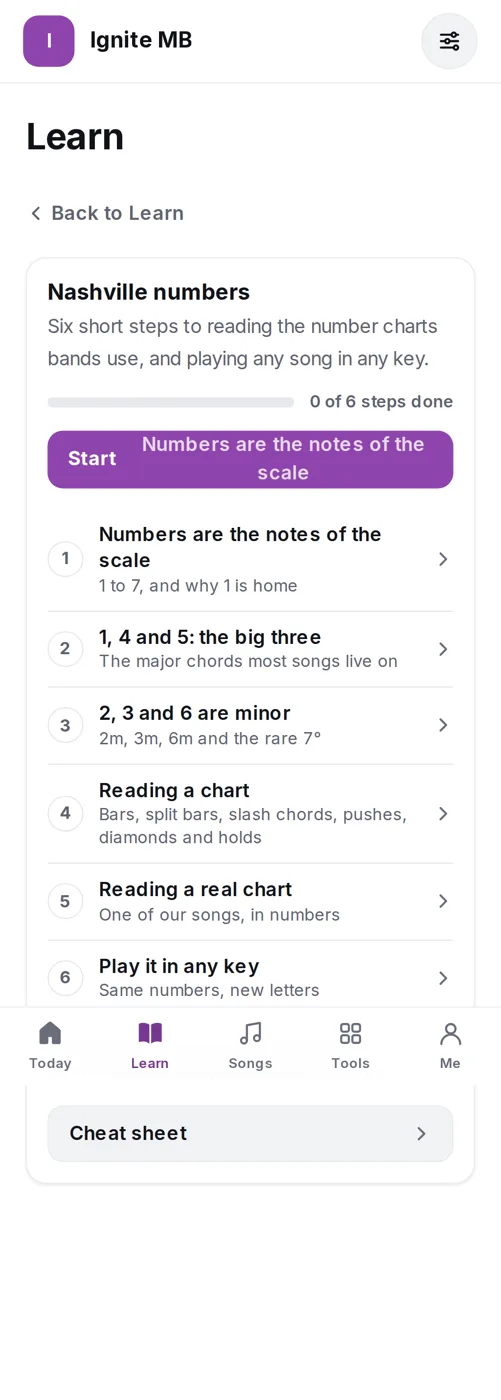 I
Ignite MB
Learn
Back to Learn
Nashville numbers
Six short steps to reading the number charts
bands use, and playing any song in any key.
0 of 6 steps done
Start
Numbers are the notes of the
scale
1
Numbers are the notes of the
scale
1 to 7, and why 1 is home
2
1, 4 and 5: the big three
The major chords most songs live on
3
2, 3 and 6 are minor
2m, 3m, 6m and the rare 7°
4
Reading a chart
Bars, split bars, slash chords, pushes,
diamonds and holds
5
Reading a real chart
One of our songs, in numbers
6
Play it in any key
Same numbers, new letters
Today
Learn
Songs
Tools
Me
Cheat sheet